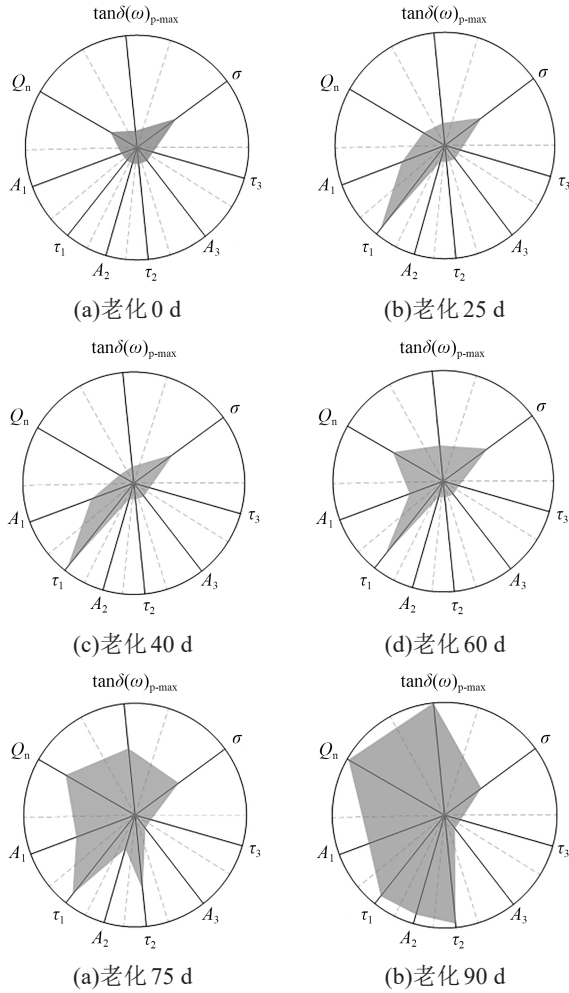 tanδ(ω)p-max
σ
τ3
A3
τ2
A2
τ1
A1
Qn
(a)老化 0 d
tanδ(ω)p-max
σ
τ3
A3
τ2
A2
τ1
A1
Qn
(b)老化 25 d
tanδ(ω)p-max
σ
τ3
A3
τ2
A2
τ1
A1
Qn
(c)老化 40 d
tanδ(ω)p-max
σ
τ3
A3
τ2
A2
τ1
A1
Qn
(d)老化 60 d
tanδ(ω)p-max
σ
τ3
A3
τ2
A2
τ1
A1
Qn
(a)老化 75 d
tanδ(ω)p-max
σ
τ3
A3
τ2
A2
τ1
A1
Qn
(b)老化 90 d